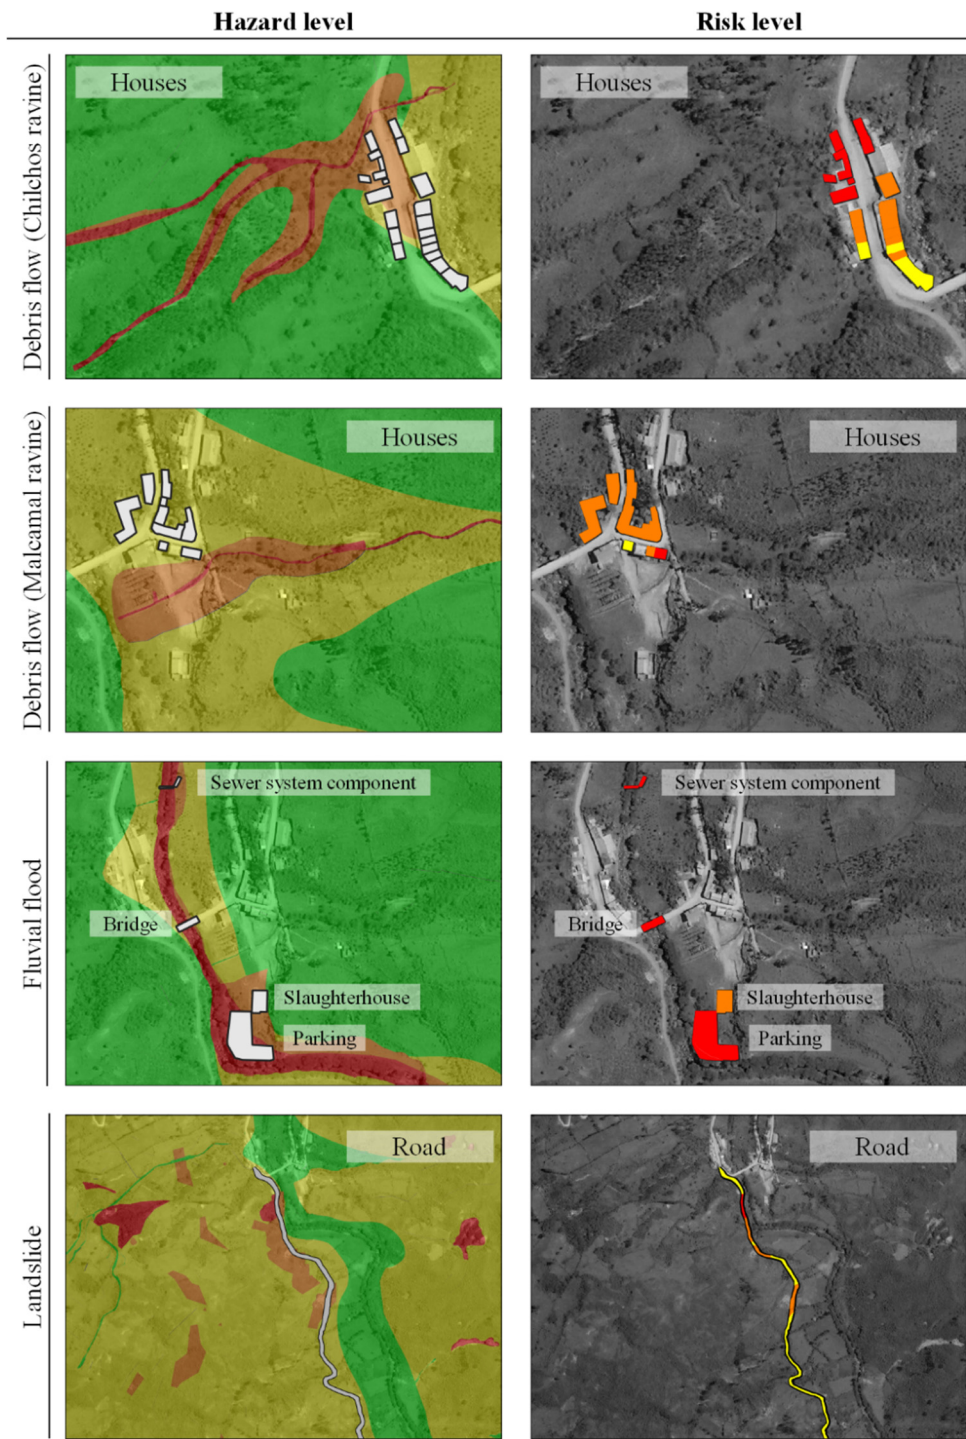 Hazard level
Risk level
Debris flow (Chilchos ravine)
Houses
Houses
Debris flow (Malcamal ravine)
Houses
Houses
Fluvial flood
Sewer system component
Sewer system component
Bridge
Bridge
Slaughterhouse
Slaughterhouse
Parking
Parking
Landslide
Road
Road